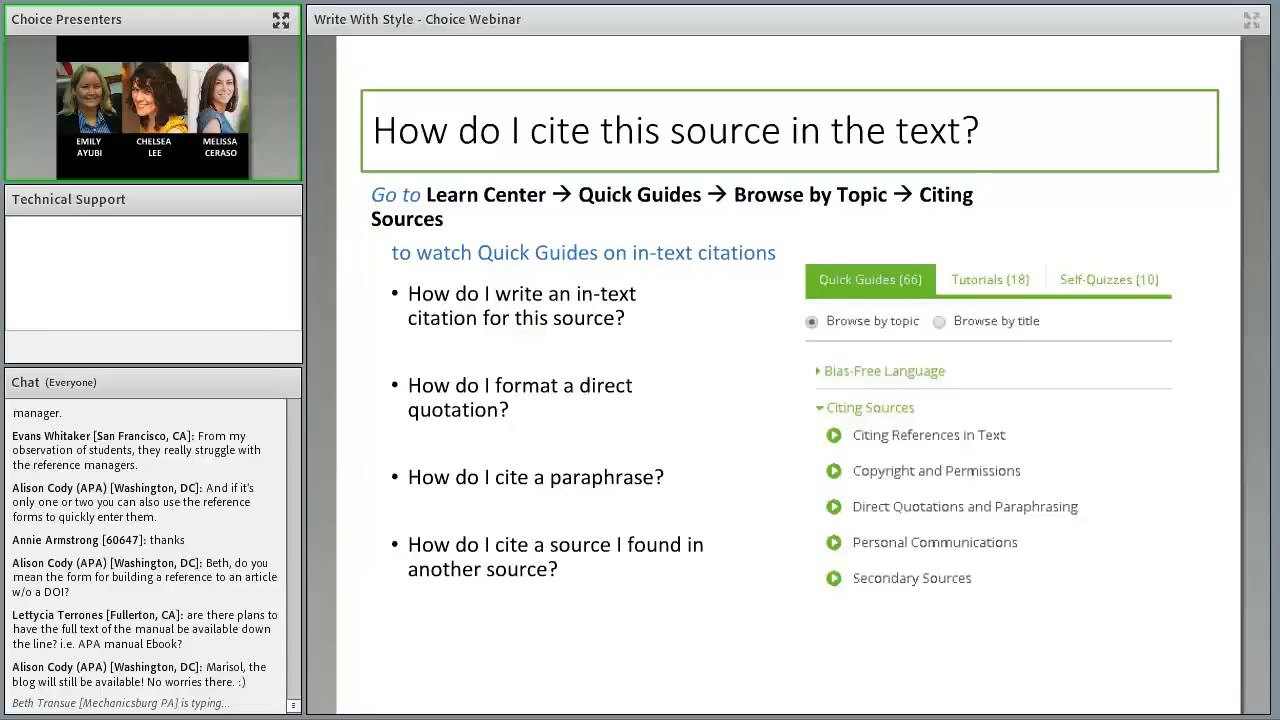 Choice Presenters
EMILY
AYUBI
CHELSEA
LEE
MELISSA
CERASO
Technical Support
Chat (Everyone)
manager.
Evans Whitaker [San Francisco, CA]: From my
observation of students, they really struggle with
the reference managers.
Alison Cody (APA) [Washington, DC]: And if it's
only one or two you can also use the reference
forms to quickly enter them.
Annie Armstrong [60647]: thanks
Alison Cody (APA) [Washington, DC]: Beth, do you
mean the form for building a reference to an article
w/o a DOI?
Lettycia Terrones [Fullerton, CA]: are there plans to
have the full text of the manual be available down
the line? i.e. APA manual Ebook?
Alison Cody (APA) [Washington, DC]: Marisol, the
blog will still be available! No worries there. :)
Beth Transue [Mechanicsburg PA] is typing...
Write With Style - Choice Webinar
How do I cite this source in the text?
Go to Learn Center → Quick Guides → Browse by Topic → Citing
Sources
to watch Quick Guides on in-text citations
• How do I write an in-text
citation for this source?
• How do I format a direct
quotation?
• How do I cite a paraphrase?
• How do I cite a source I found in
another source?
Quick Guides (66) Tutorials (18) Self-Quizzes (10)
Browse by topic Browse by title
Bias-Free Language
Citing Sources
Citing References in Text
Copyright and Permissions
Direct Quotations and Paraphrasing
Personal Communications
Secondary Sources